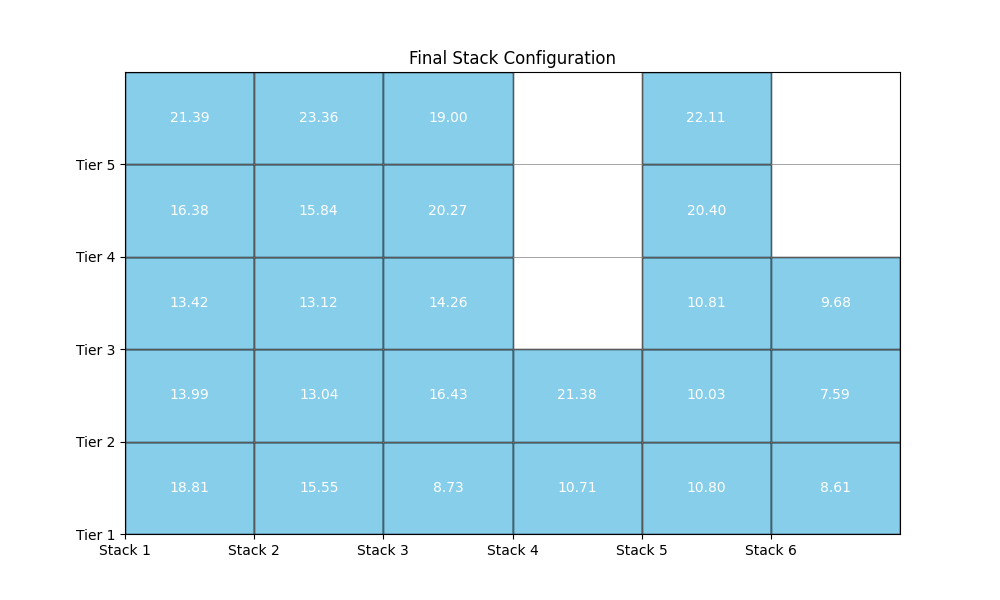 Final Stack Configuration
21.39 23.36 19.00 22.11
Tier 5
16.38 15.84 20.27 20.40
Tier 4
13.42 13.12 14.26 10.81 9.68
Tier 3
13.99 13.04 16.43 21.38 10.03 7.59
Tier 2
18.81 15.55 8.73 10.71 10.80 8.61
Tier 1
Stack 1 Stack 2 Stack 3 Stack 4 Stack 5 Stack 6